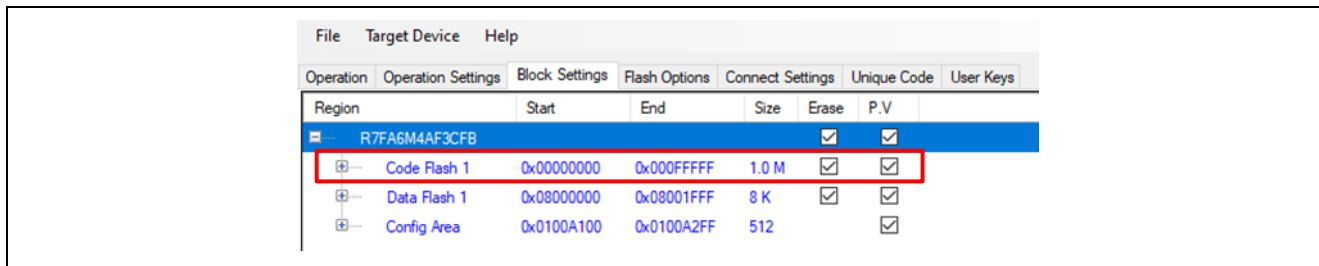 File Target Device Help
Operation Operation Settings Block Settings Flash Options Connect Settings Unique Code User Keys
Region Start End Size Erase P.V
R7FA6M4AF3CFB
Code Flash 1 0x00000000 0x000FFFFF 1.0 M
Data Flash 1 0x08000000 0x08001FFF 8 K
Config Area 0x0100A100 0x0100A2FF 512